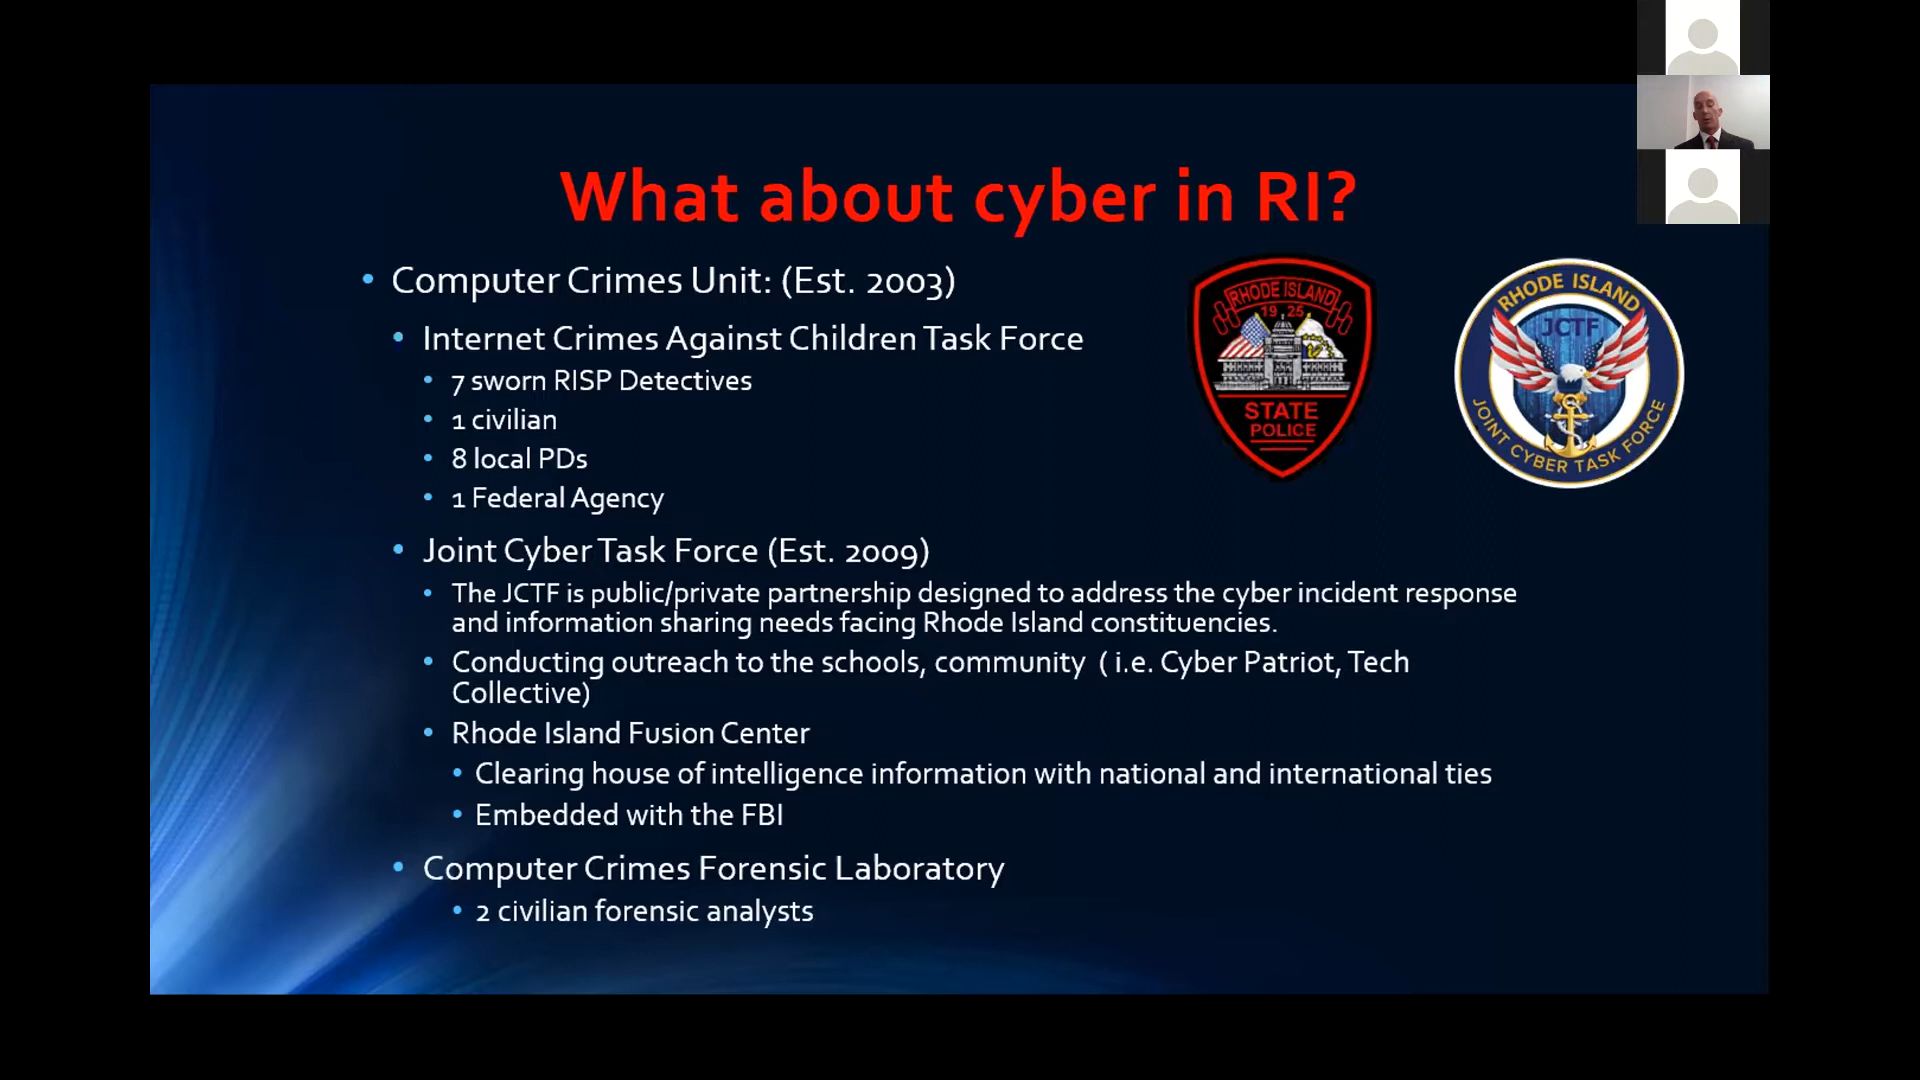 What about cyber in RI?
Computer Crimes Unit: (Est. 2003)
Internet Crimes Against Children Task Force
7 sworn RISP Detectives
1 civilian
8 local PDs
1 Federal Agency
RHODE ISLAND
19 25
STATE
POLICE
RHODE ISLAND
JCTF
JOINT CYBER TASK FORCE
Joint Cyber Task Force (Est. 2009)
The JCTF is public/private partnership designed to address the cyber incident response
and information sharing needs facing Rhode Island constituencies.
Conducting outreach to the schools, community ( i.e. Cyber Patriot, Tech
Collective)
Rhode Island Fusion Center
Clearing house of intelligence information with national and international ties
Embedded with the FBI
Computer Crimes Forensic Laboratory
2 civilian forensic analysts